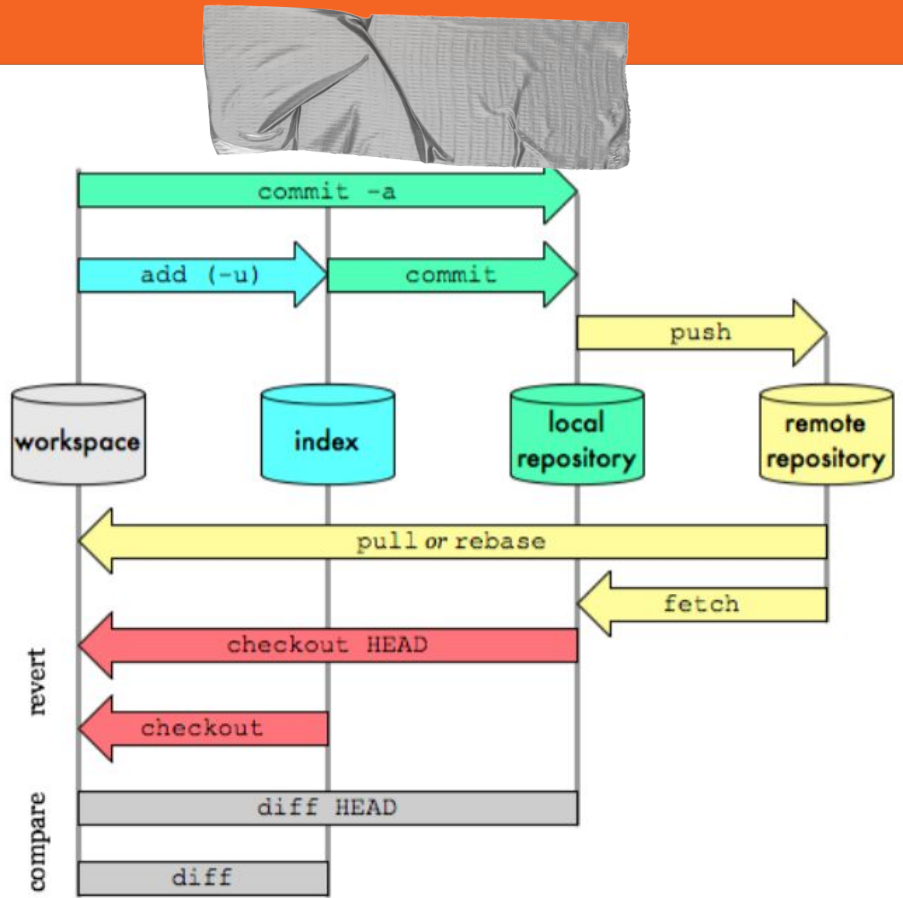 commit -a
add (-u)
commit
push
workspace
index
local
repository
remote
repository
pull or rebase
fetch
revert
checkout HEAD
checkout
compare
diff HEAD
diff